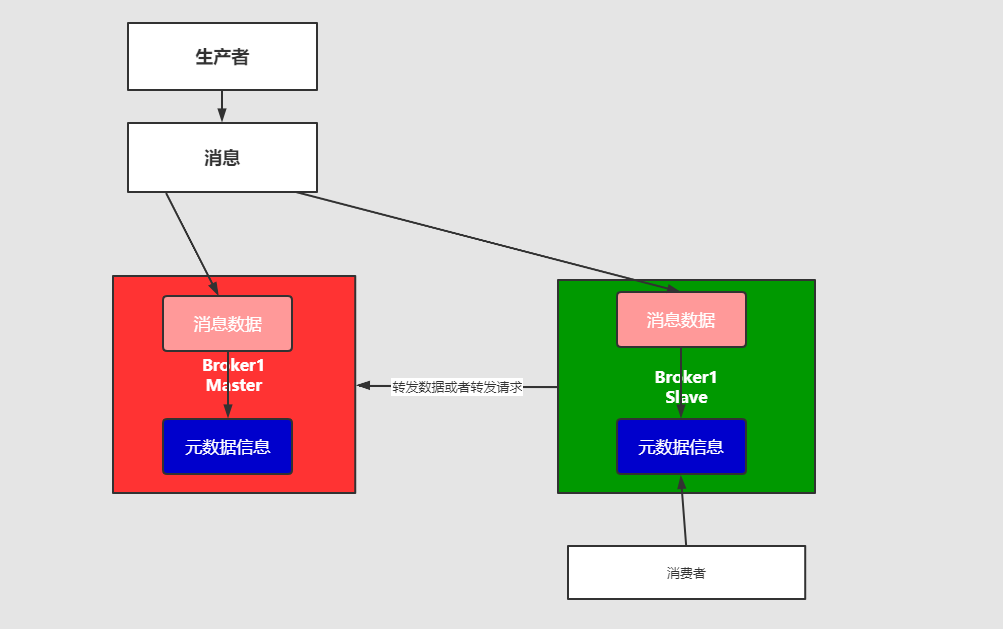 生产者
消息
消息数据
Broker1
Master
元数据信息
转发数据或者转发请求
消息数据
Broker1
Slave
元数据信息
消费者